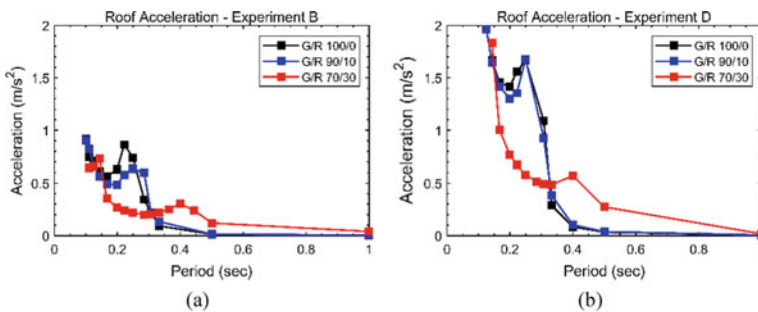 Roof Acceleration - Experiment B
G/R 100/0
G/R 90/10
G/R 70/30
Acceleration (m/s²)
2
1.5
1
0.5
0
0 0.2 0.4 0.6 0.8 1
Period (sec)
(a)
Roof Acceleration - Experiment D
G/R 100/0
G/R 90/10
G/R 70/30
Acceleration (m/s²)
2
1.5
1
0.5
0
0 0.2 0.4 0.6 0.8
Period (sec)
(b)